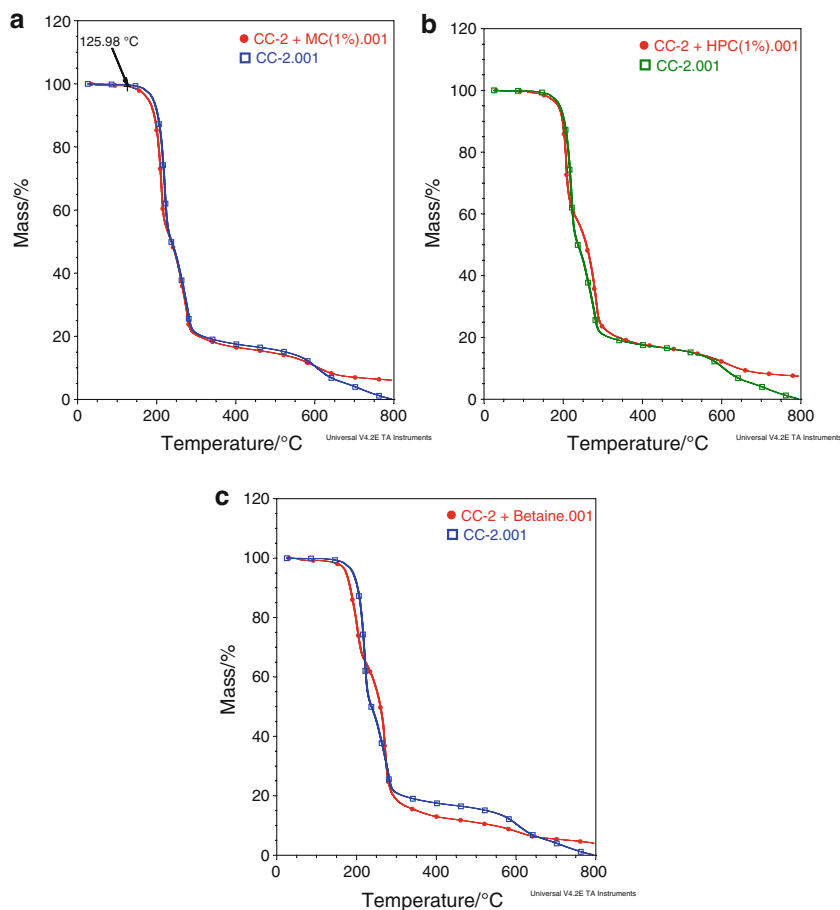 a
125.98 °C
CC-2 + MC(1%).001
CC-2.001
120
100
80
60
40
20
0
Mass/%
0 200 400 600 800
Temperature/°C
Universal V4.2E TA Instruments
b
CC-2 + HPC(1%).001
CC-2.001
120
100
80
60
40
20
0
Mass/%
0 200 400 600 800
Temperature/°C
Universal V4.2E TA Instruments
c
CC-2 + Betaine.001
CC-2.001
120
100
80
60
40
20
0
Mass/%
0 200 400 600 800
Temperature/°C
Universal V4.2E TA Instruments